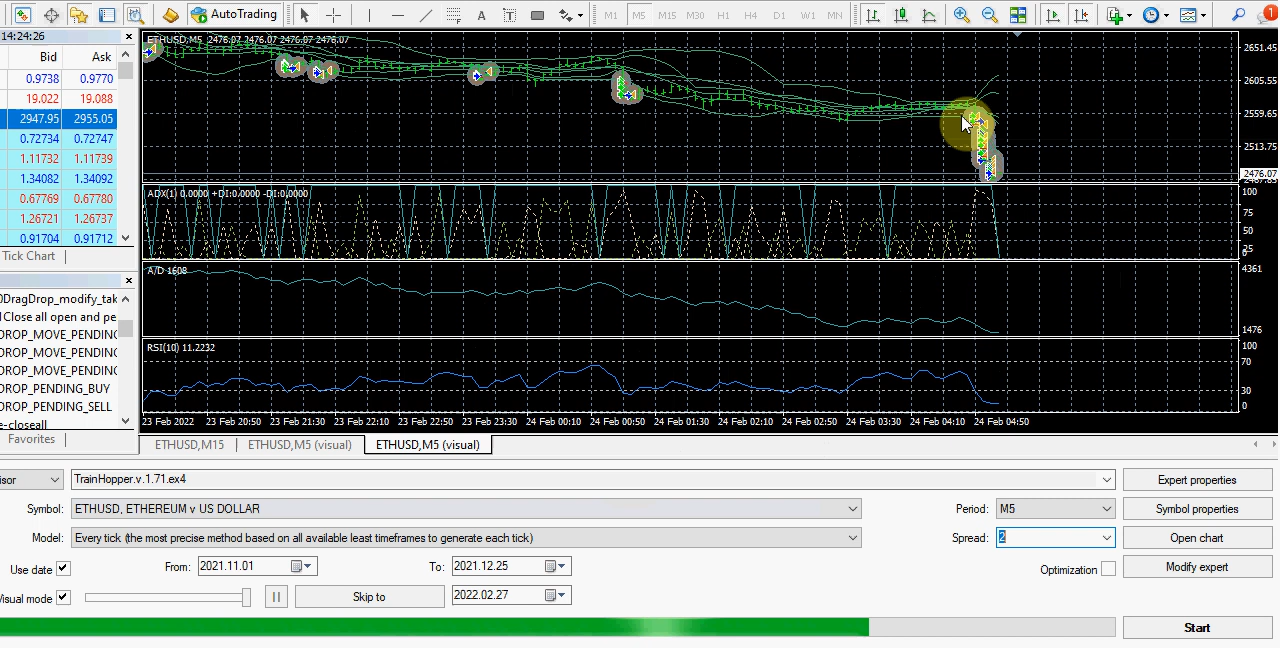 AutoTrading A T M1 M5 M15 M30 H1 H4 D1 W1 MN 1
14:24:26
Bid Ask
0.9738 0.9770
19.022 19.088
2947.95 2955.05
0.72734 0.72747
1.11732 1.11739
1.34082 1.34092
0.67769 0.67780
1.26721 1.26737
0.91704 0.91712
Tick Chart
0DragDrop_modify_tak
Close all open and pe
DROP_MOVE_PENDING
DROP_MOVE_PENDING
DROP_MOVE_PENDING
DROP_PENDING_BUY
DROP_PENDING_SELL
e-closeall
Favorites
ETHUSD,M5 2476.07 2476.07 2476.07 2476.07
2651.45
2605.55
2559.65
2513.75
2476.07
ADX(1) 0.0000 +DI:0.0000 -DI:0.0000
100
75
50
25
0
A/D 1608
4361
1476
RSI(10) 11.2232
100
70
30
0
23 Feb 2022 23 Feb 20:50 23 Feb 21:30 23 Feb 22:10 23 Feb 22:50 23 Feb 23:30 24 Feb 00:10 24 Feb 00:50 24 Feb 01:30 24 Feb 02:10 24 Feb 02:50 24 Feb 03:30 24 Feb 04:10 24 Feb 04:50
ETHUSD,M15 ETHUSD,M5 (visual) ETHUSD,M5 (visual)
isor TrainHopper.v.1.71.ex4 Expert properties
Symbol: ETHUSD, ETHEREUM v US DOLLAR Period: M5 Symbol properties
Model: Every tick (the most precise method based on all available least timeframes to generate each tick) Spread: 2 Open chart
Use date From: 2021.11.01 To: 2021.12.25 Optimization Modify expert
isual mode Skip to 2022.02.27
Start